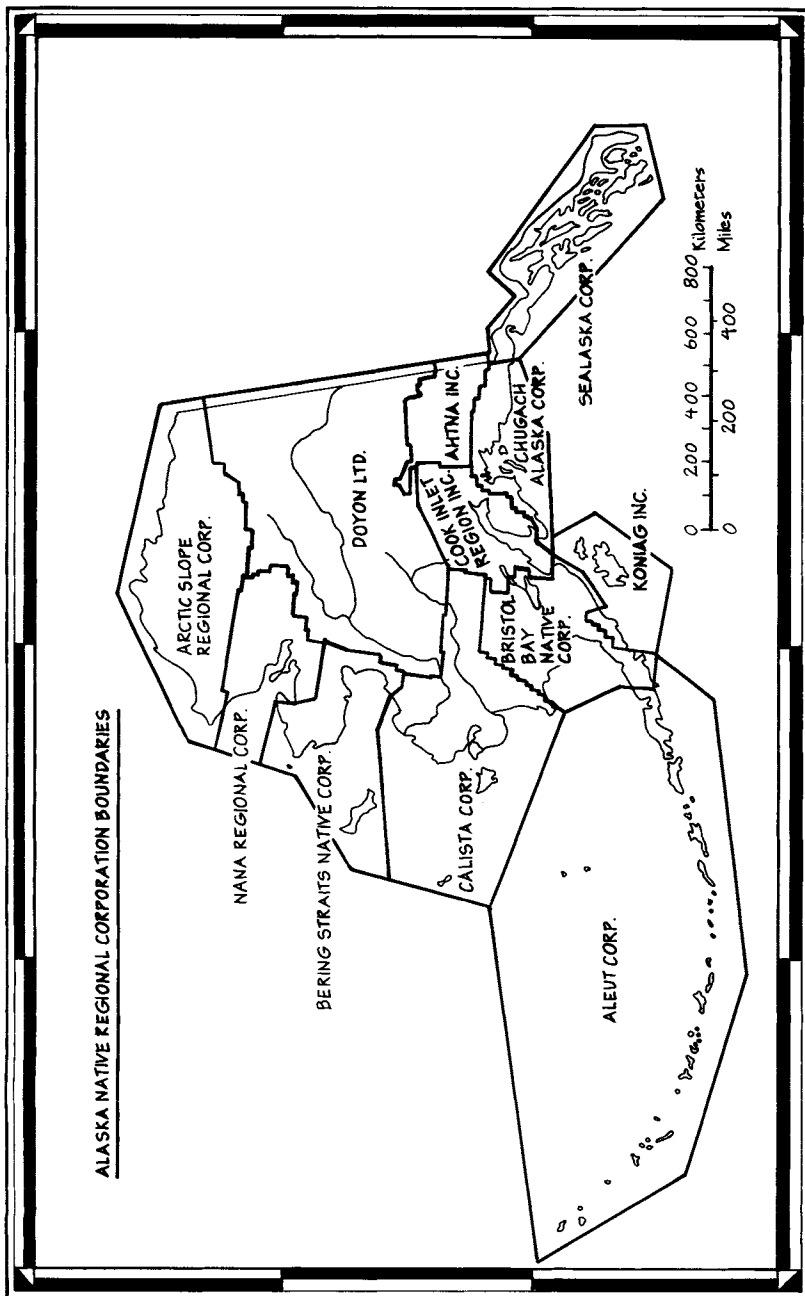 ALASKA NATIVE REGIONAL CORPORATION BOUNDARIES
ARCTIC SLOPE
REGIONAL CORP.
NANA REGIONAL CORP.
BERING STRAITS NATIVE CORP.
DOYON LTD.
CALISTA CORP.
COOK INLET
REGION INC.
AHTNA INC.
BRISTOL
BAY
NATIVE
CORP.
CHUGACH
ALASKA CORP.
SEALASKA CORP.
KONIAG INC.
ALEUT CORP.
0 200 400 600 800 Kilometers
0 200 400 Miles